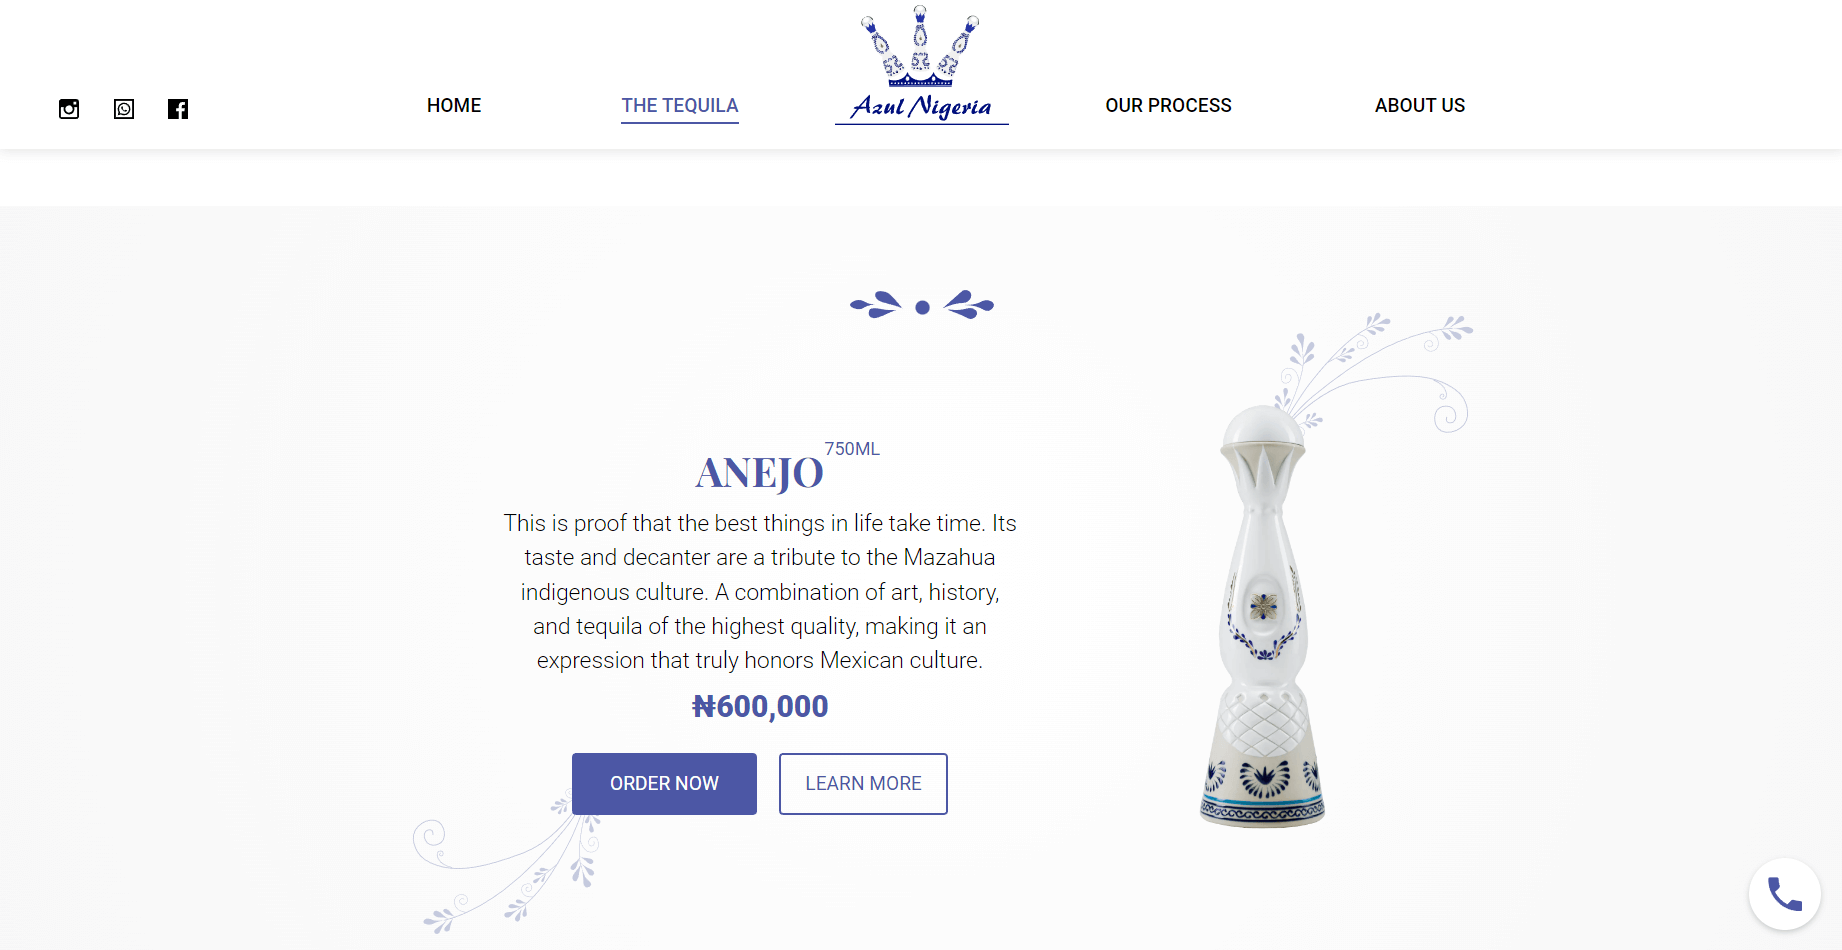 HOME
THE TEQUILA
Azul Nigeria
OUR PROCESS
ABOUT US
ANEJO 750ML
This is proof that the best things in life take time. Its
taste and decanter are a tribute to the Mazahua
indigenous culture. A combination of art, history,
and tequila of the highest quality, making it an
expression that truly honors Mexican culture.
₦600,000
ORDER NOW
LEARN MORE